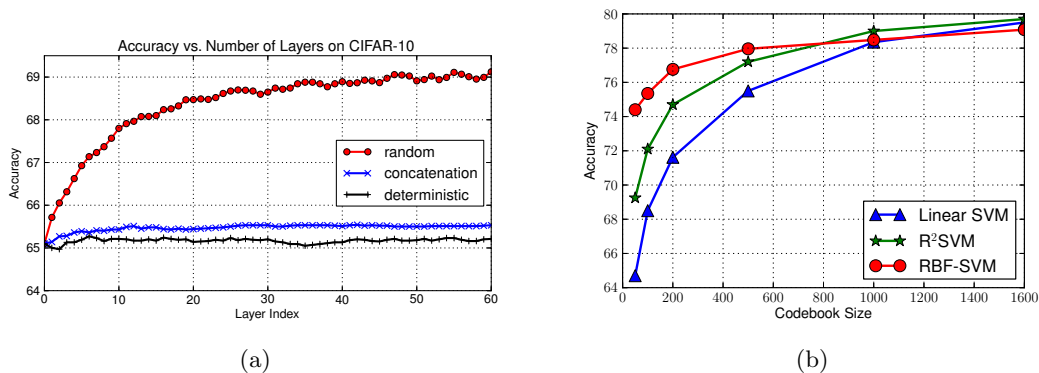 Accuracy vs. Number of Layers on CIFAR-10
Accuracy
69
68
67
66
65
64
0 10 20 30 40 50 60
Layer Index
random
concatenation
deterministic
(a)
Accuracy
80
78
76
74
72
70
68
66
64
0 200 400 600 800 1000 1200 1400 1600
Codebook Size
Linear SVM
R²SVM
RBF-SVM
(b)